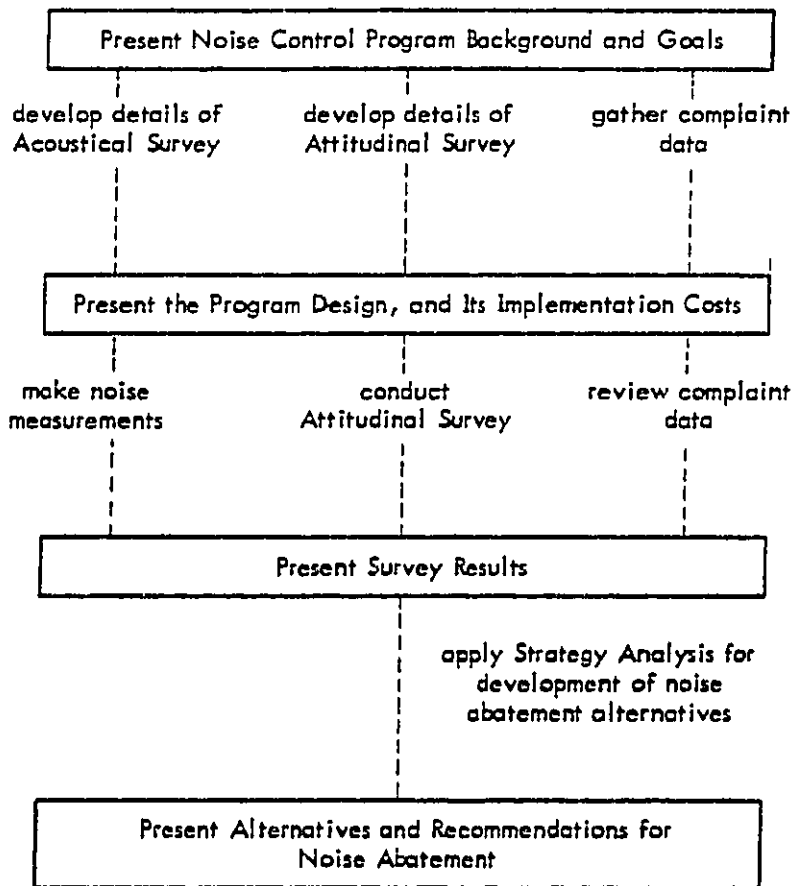 Present Noise Control Program Background and Goals
develop details of
Acoustical Survey
develop details of
Attitudinal Survey
gather complaint
data
Present the Program Design, and Its Implementation Costs
make noise
measurements
conduct
Attitudinal Survey
review complaint
data
Present Survey Results
apply Strategy Analysis for
development of noise
abatement alternatives
Present Alternatives and Recommendations for
Noise Abatement